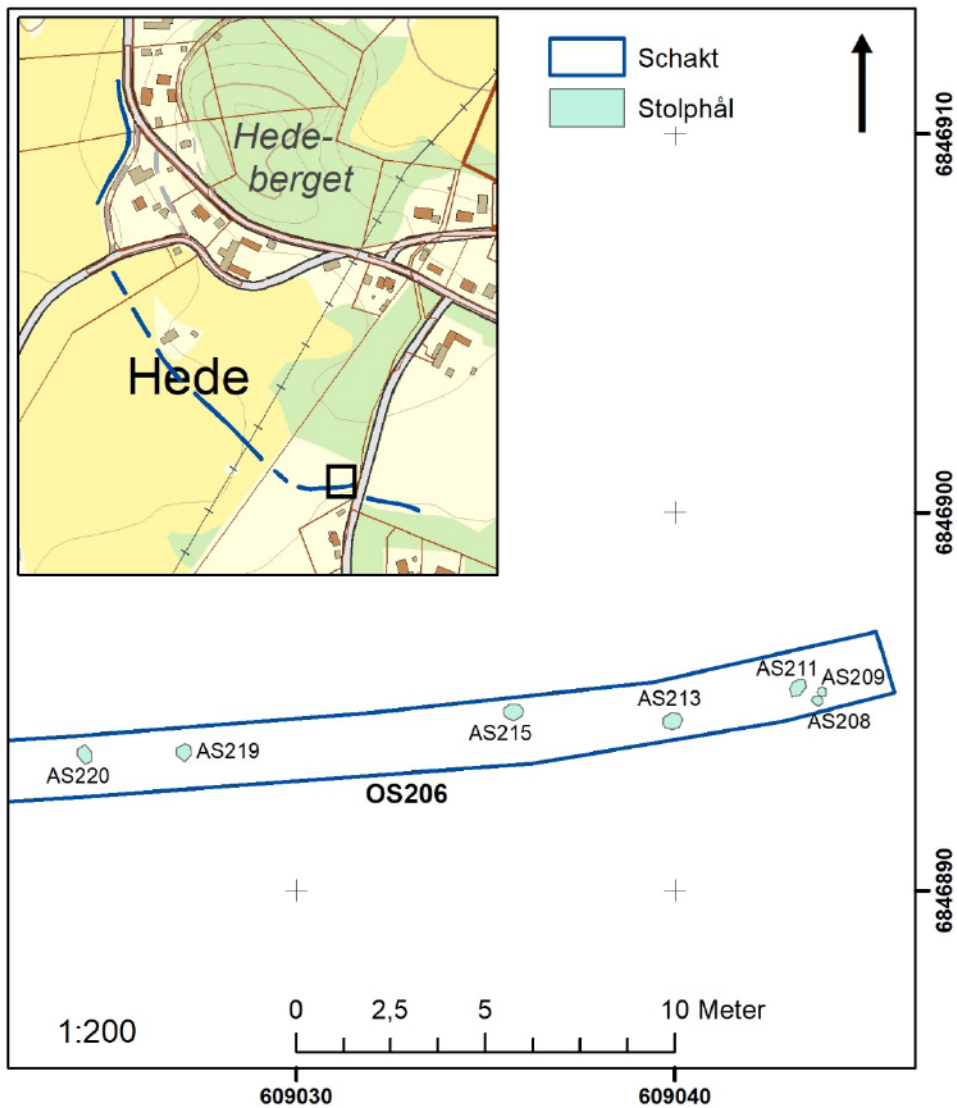 Hede-
berget
Hede
Schakt
Stolphål
6846910
6846900
6846890
AS211
AS209
AS213
AS208
AS215
AS219
AS220
OS206
0 2,5 5 10 Meter
1:200
609030 609040